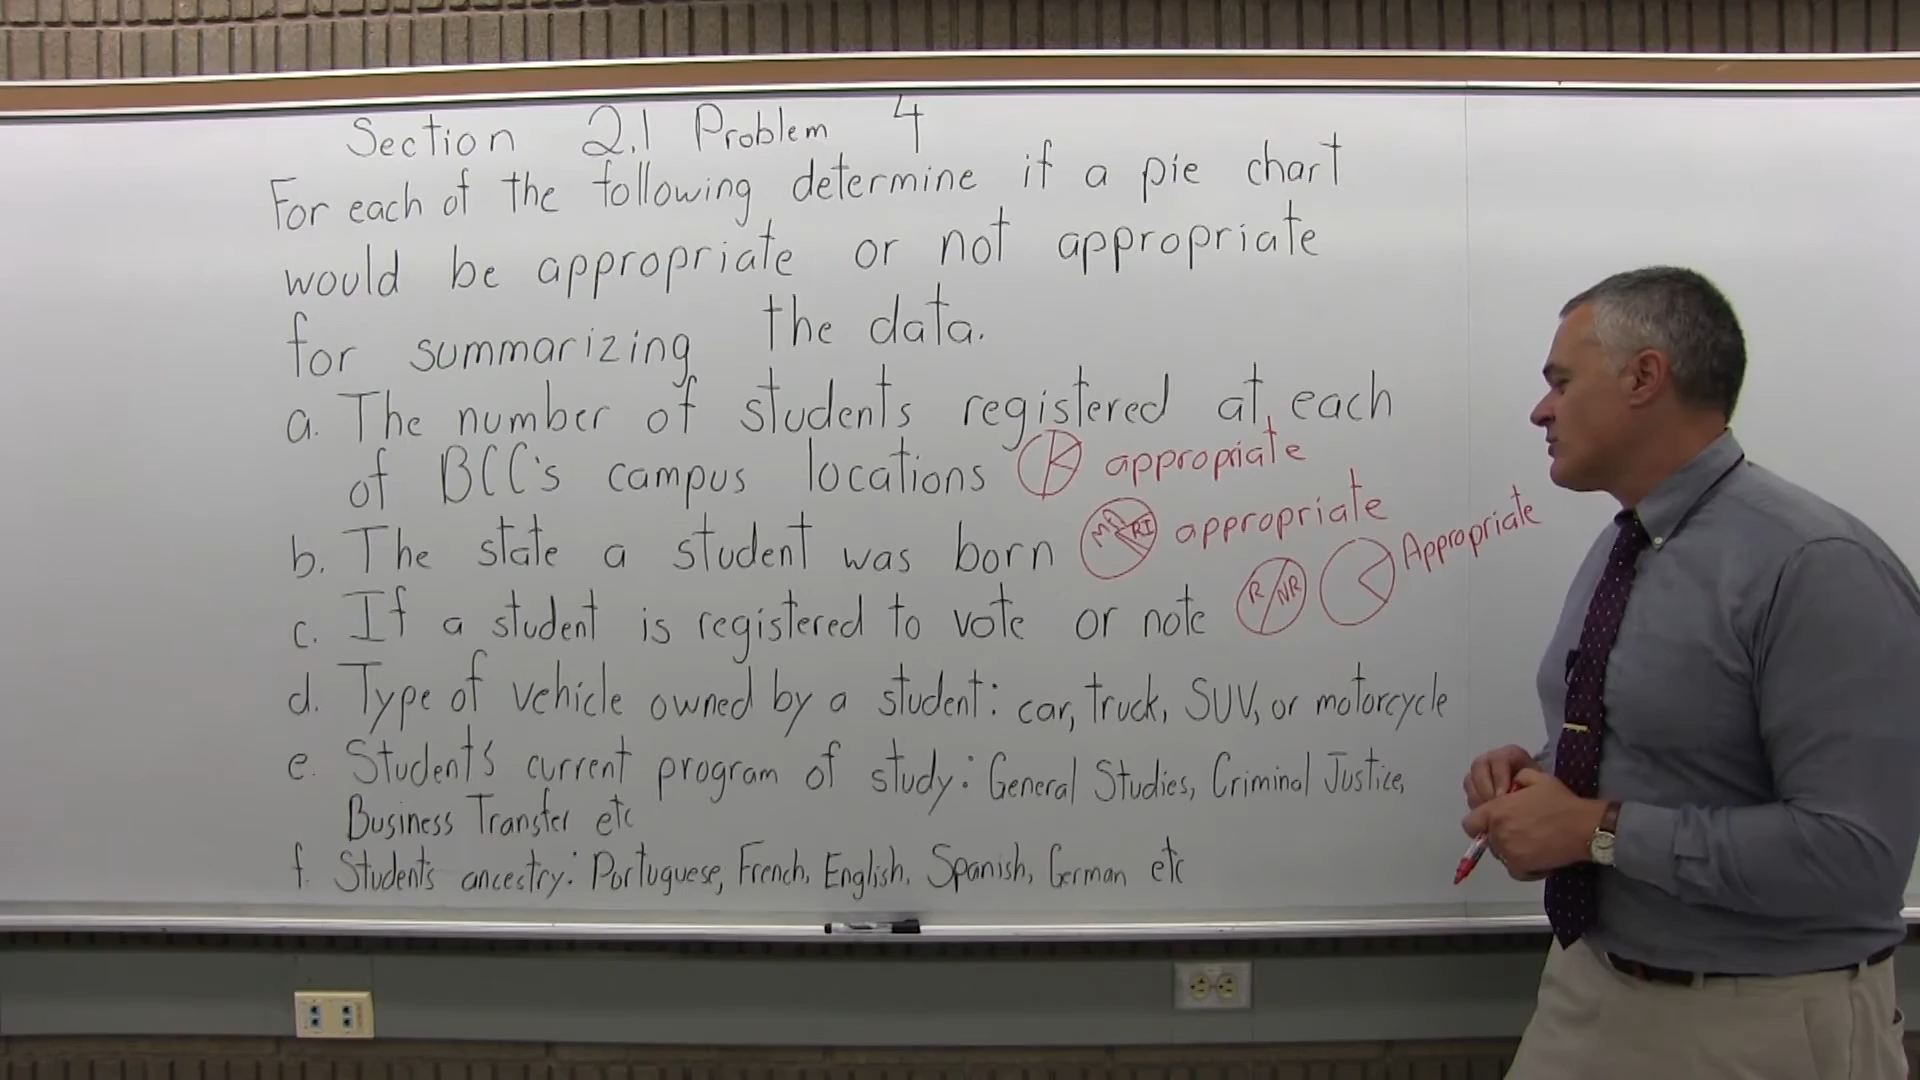 Section 2.1 Problem 4
For each of the following determine if a pie chart
would be appropriate or not appropriate
for summarizing the data.
a. The number of students registered at each
of BCC's campus locations appropriate
b. The state a student was born MA RI appropriate
c. If a student is registered to vote or note R NR Appropriate
d. Type of vehicle owned by a student: car, truck, SUV, or motorcycle
e. Student's current program of study: General Studies, Criminal Justice,
Business Transfer etc
f. Student's ancestry: Portuguese, French, English, Spanish, German etc